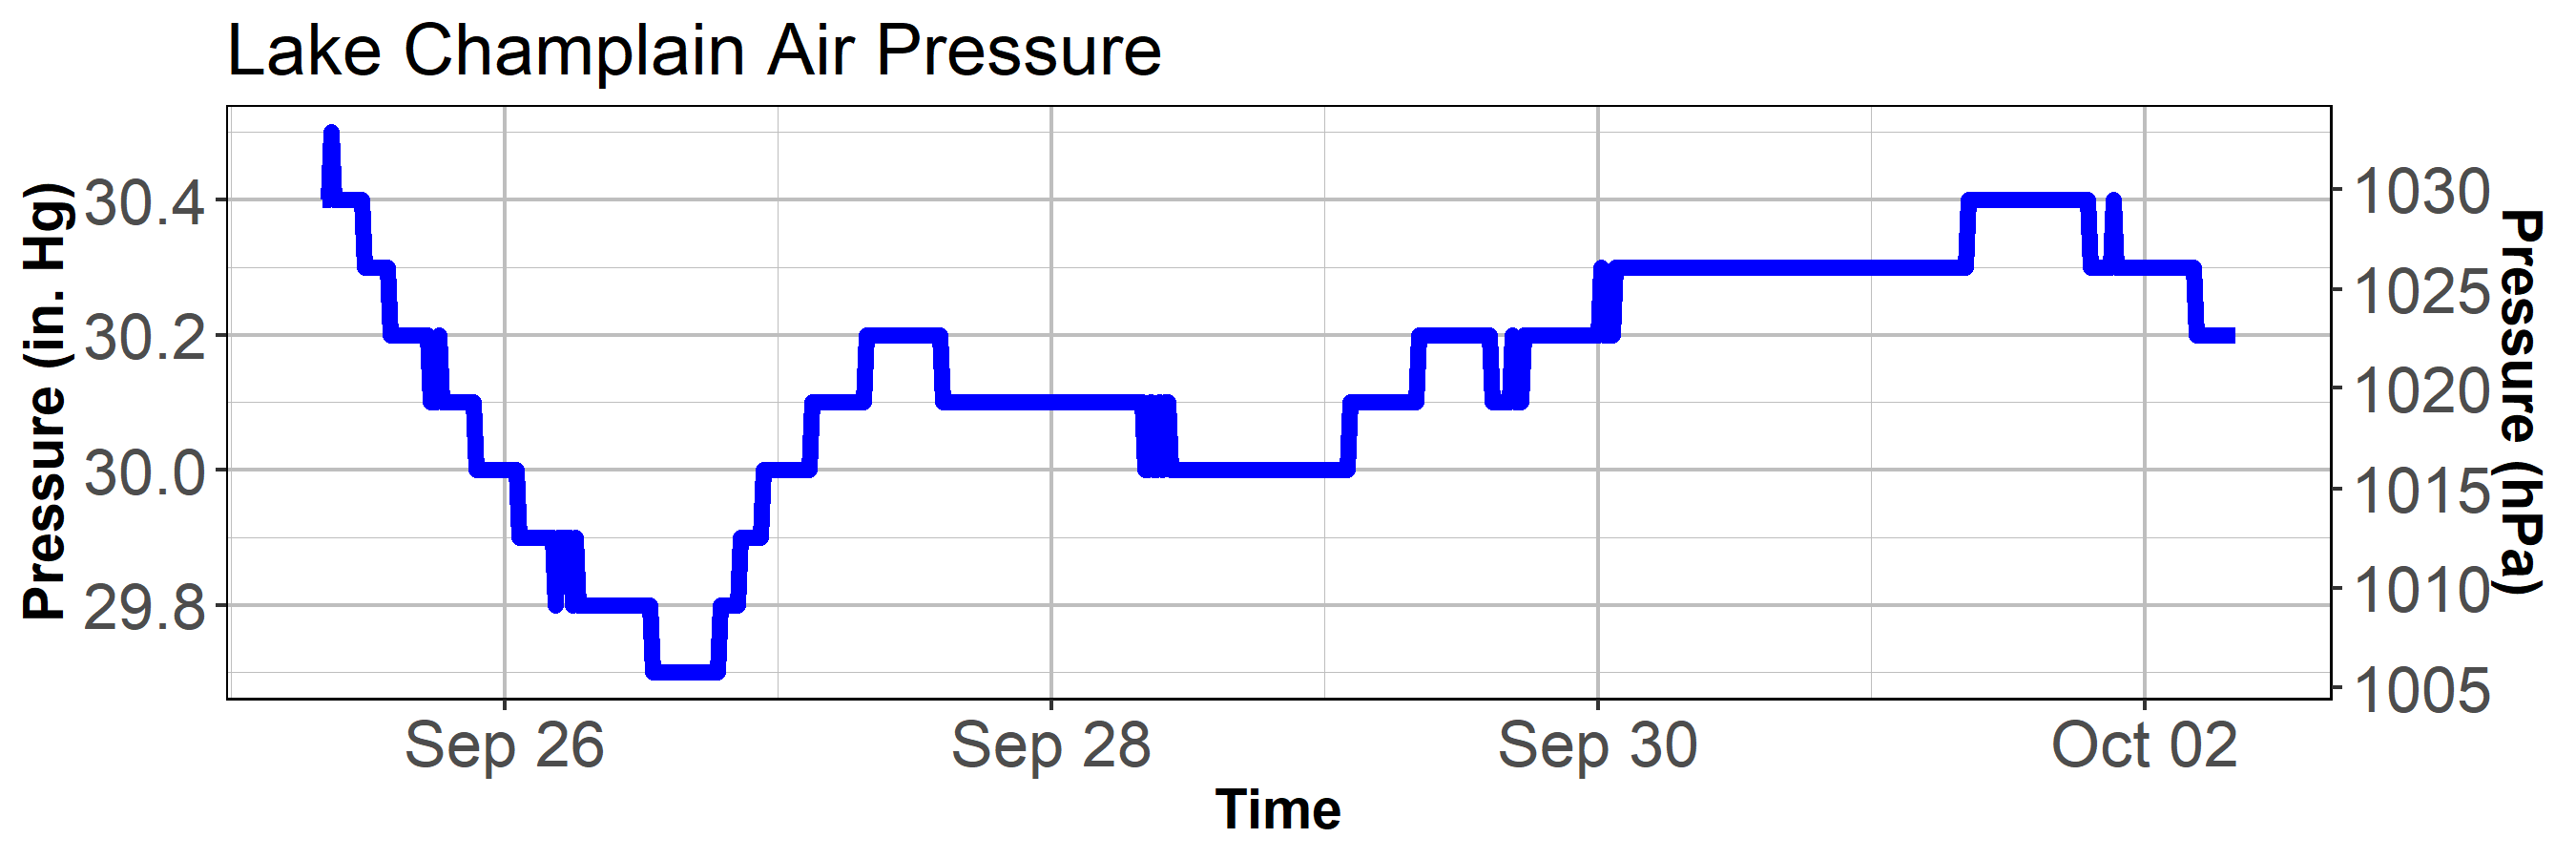 Lake Champlain Air Pressure
Pressure (in. Hg)
30.4
30.2
30.0
29.8
1030
1025
1020
1015
1010
1005
Pressure (hPa)
Sep 26
Sep 28
Sep 30
Oct 02
Time